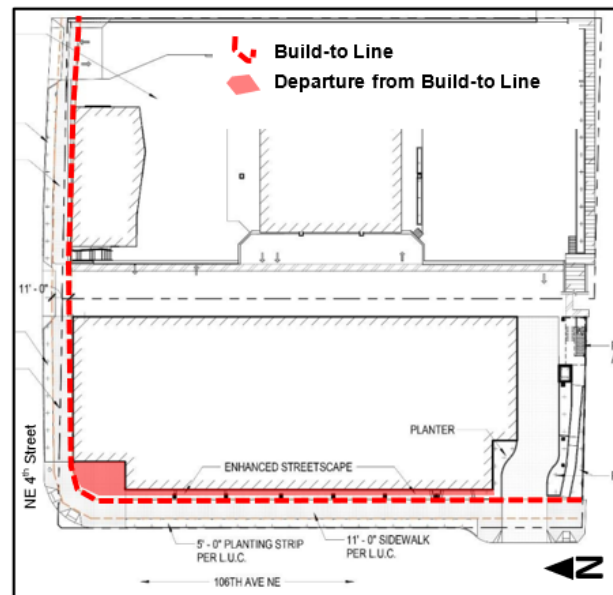 Build-to Line
Departure from Build-to Line
11' - 0"
NE 4th Street
PLANTER
ENHANCED STREETSCAPE
5' - 0" PLANTING STRIP
PER L.U.C.
11' - 0" SIDEWALK
PER L.U.C.
106TH AVE NE
N